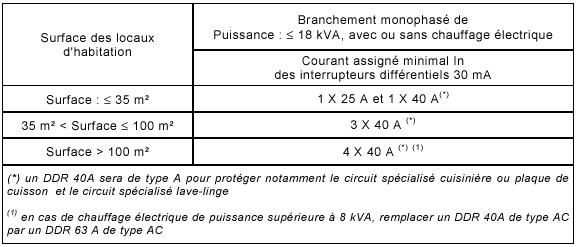 Surface des locaux
d'habitation
Branchement monophasé de
Puissance : ≤ 18 kVA, avec ou sans chauffage électrique
Courant assigné minimal In
des interrupteurs différentiels 30 mA
Surface : ≤ 35 m²
1 X 25 A et 1 X 40 A(*)
35 m² < Surface ≤ 100 m²
3 X 40 A (*)
Surface > 100 m²
4 X 40 A (*) (1)
(*) un DDR 40A sera de type A pour protéger notamment le circuit spécialisé cuisinière ou plaque de
cuisson et le circuit spécialisé lave-linge
(1) en cas de chauffage électrique de puissance supérieure à 8 kVA, remplacer un DDR 40A de type AC
par un DDR 63 A de type AC